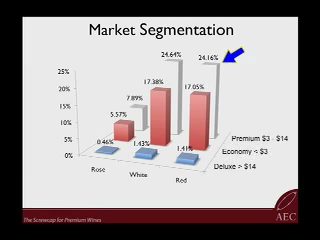 Market Segmentation
24.64%
24.16%
25%
20%
15%
10%
5%
0%
7.89%
17.38%
17.05%
5.57%
0.46%
1.43%
1.41%
Premium $3 - $14
Economy < $3
Deluxe > $14
Rose
White
Red
The Screwcap for Premium Wines
AEC